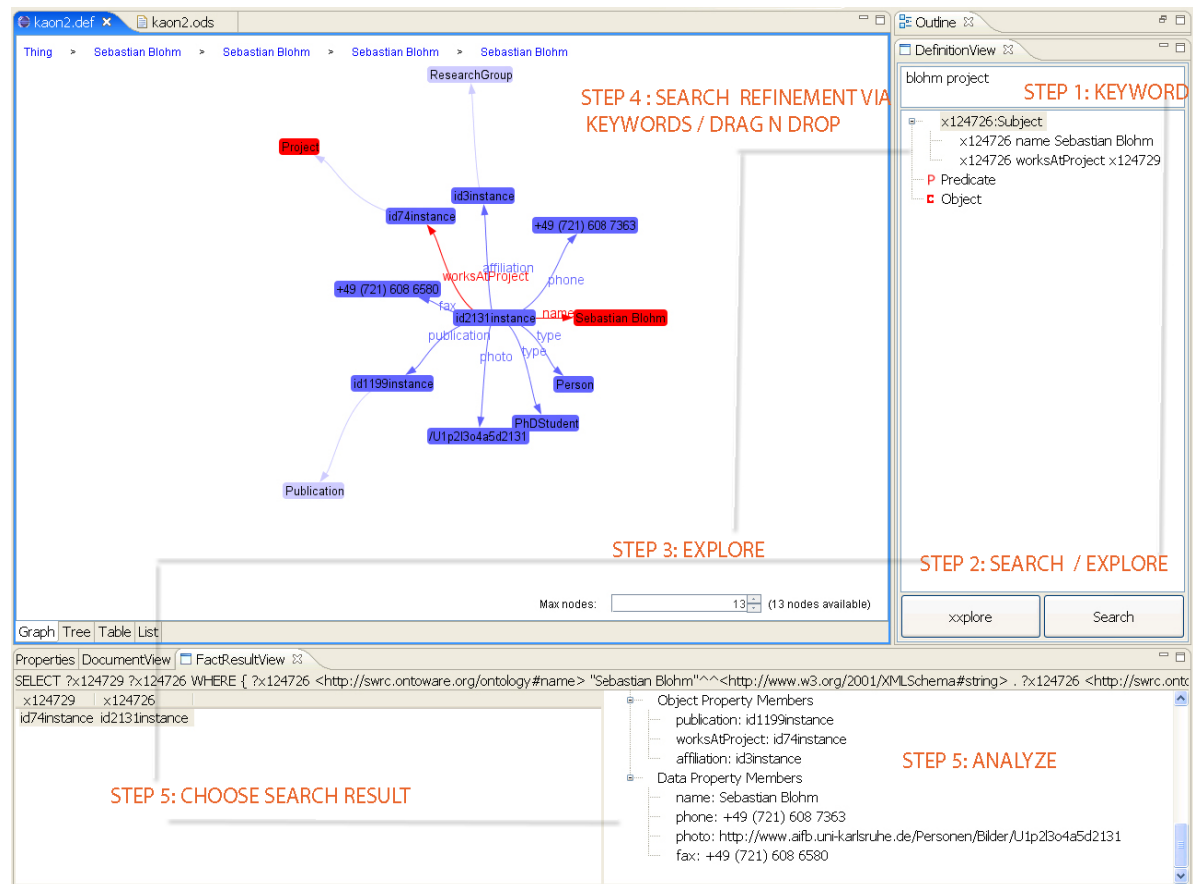 kaon2.def
kaon2.ods
Thing > Sebastian Blohm > Sebastian Blohm > Sebastian Blohm > Sebastian Blohm
ResearchGroup
STEP 4 : SEARCH REFINEMENT VIA
KEYWORDS / DRAG N DROP
Project
id3instance
id74instance
+49 (721) 608 7363
affiliation
worksAtProject
phone
+49 (721) 608 6580
fax
id2131instance
name
Sebastian Blohm
publication
type
photo
type
id1199instance
Person
PhDStudent
/U1p2l3o4a5d2131
Publication
STEP 3: EXPLORE
Max nodes: 13 (13 nodes available)
Graph Tree Table List
Outline
DefinitionView
blohm project
STEP 1: KEYWORD
x124726:Subject
x124726 name Sebastian Blohm
x124726 worksAtProject x124729
P Predicate
C Object
STEP 2: SEARCH / EXPLORE
xxplore
Search
Properties DocumentView FactResultView
SELECT ?x124729 ?x124726 WHERE { ?x124726 <http://swrc.ontoware.org/ontology#name> "Sebastian Blohm"^^<http://www.w3.org/2001/XMLSchema#string> . ?x124726 <http://swrc.ontc
x124729 x124726
id74instance id2131instance
STEP 5: CHOOSE SEARCH RESULT
Object Property Members
publication: id1199instance
worksAtProject: id74instance
affiliation: id3instance
Data Property Members
name: Sebastian Blohm
phone: +49 (721) 608 7363
photo: http://www.aifb.uni-karlsruhe.de/Personen/Bilder/U1p2l3o4a5d2131
fax: +49 (721) 608 6580
STEP 5: ANALYZE